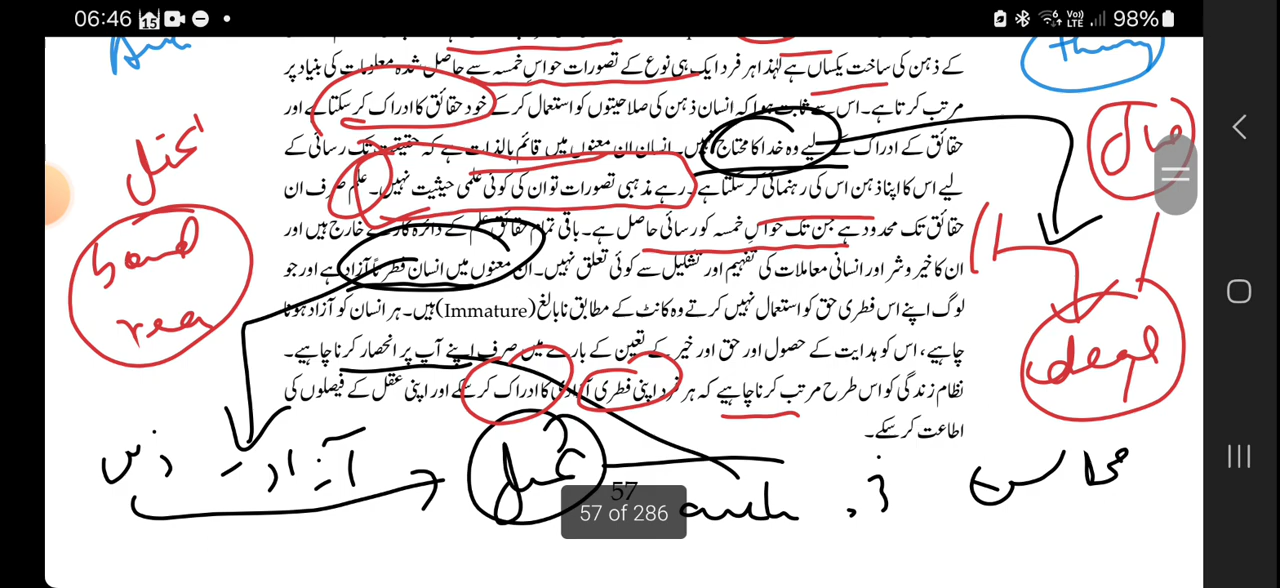 06:46
15
6
Vo))
LTE
98%
کے ذہن کی ساخت یکساں ہے لہٰذا ہر فرد ایک ہی نوع کے تصورات حواسِ خمسہ سے حاصل شدہ معلومات کی بنیاد پر
مرتب کرتا ہے۔ اس سے ثابت ہوا کہ انسان ذہن کی صلاحیتوں کو استعمال کر کے خود حقائق کا ادراک کر سکتا ہے اور
حقائق کے ادراک کے لیے وہ خدا کا محتاج نہیں۔ انسان ان معنوں میں قائم بالذات ہے کہ حقیقت تک رسائی کے
لیے اس کا اپنا ذہن اس کی رہنمائی کر سکتا ہے۔ رہے مذہبی تصورات تو ان کی کوئی علمی حیثیت نہیں۔ علم صرف ان
حقائق تک محدود ہے جن تک حواسِ خمسہ کو رسائی حاصل ہے۔ باقی تمام حقائق علم کے دائرہ کار سے خارج ہیں اور
ان کا خیر و شر اور انسانی معاملات کی تفہیم اور تشکیل سے کوئی تعلق نہیں۔ ان معنوں میں انسان فطرتاً آزاد ہے اور جو
لوگ اپنے اس فطری حق کو استعمال نہیں کرتے وہ کانٹ کے مطابق نابالغ (Immature) ہیں۔ ہر انسان کو آزاد ہونا
چاہیے، اس کو ہدایت کے حصول اور حق اور خیر کے تعین کے بارے میں صرف اپنے آپ پر انحصار کرنا چاہیے۔
نظام زندگی کو اس طرح مرتب کرنا چاہیے کہ ہر فرد اپنی فطری آزادی کا ادراک کر سکے اور اپنی عقل کے فیصلوں کی
اطاعت کر سکے۔
thing
عقل
ideal
آزاد
عقل
57
57 of 286